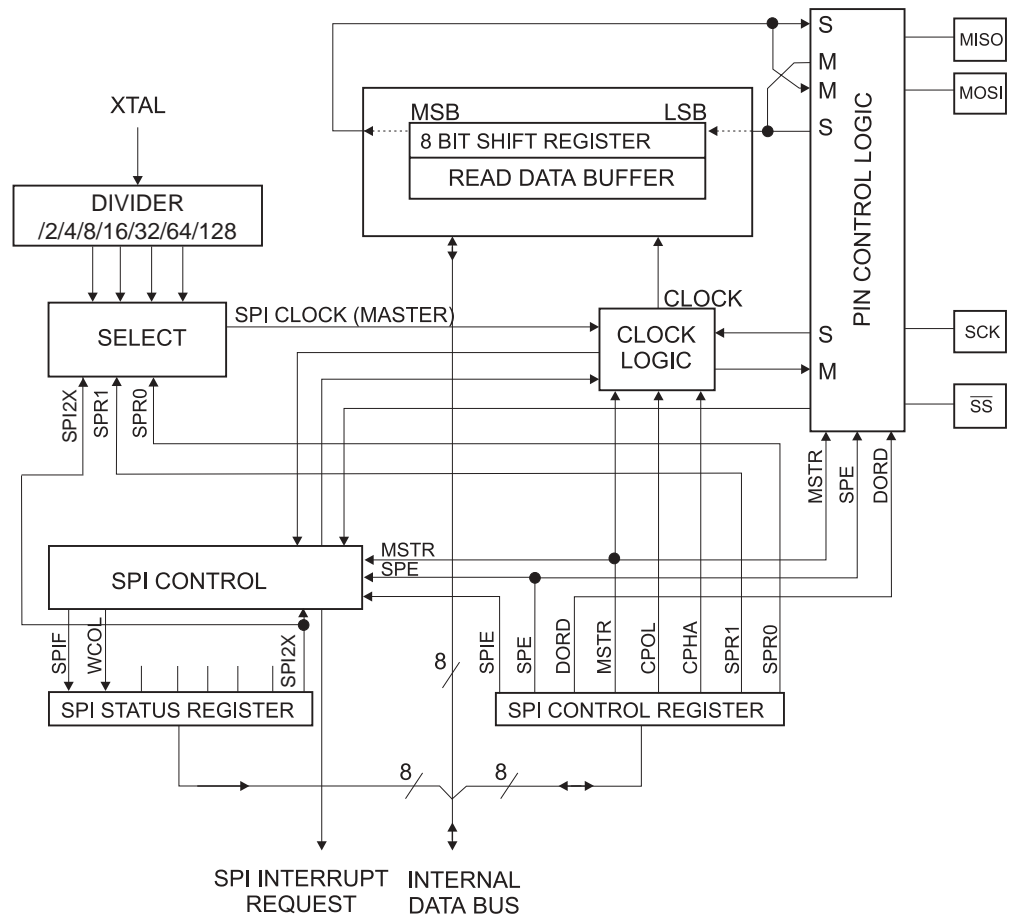 S
MISO
M
M
MOSI
S
PIN CONTROL LOGIC
MSB
LSB
8 BIT SHIFT REGISTER
READ DATA BUFFER
XTAL
DIVIDER
/2/4/8/16/32/64/128
SELECT
SPI CLOCK (MASTER)
CLOCK
CLOCK
LOGIC
S
M
SCK
SS
SPI2X
SPR1
SPR0
MSTR
SPE
DORD
SPI CONTROL
MSTR
SPE
SPIF
WCOL
SPI2X
8
SPIE
SPE
DORD
MSTR
CPOL
CPHA
SPR1
SPR0
SPI STATUS REGISTER
SPI CONTROL REGISTER
8
8
SPI INTERRUPT
REQUEST
INTERNAL
DATA BUS